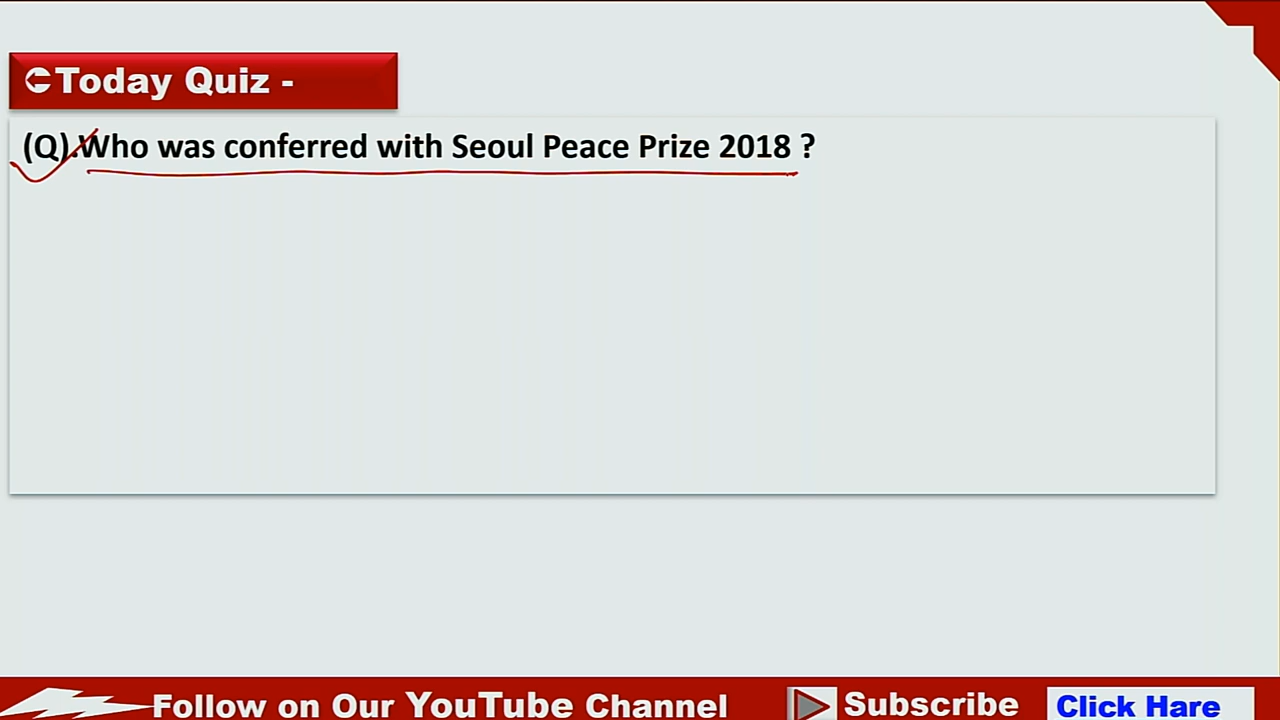 Today Quiz -
(Q).Who was conferred with Seoul Peace Prize 2018 ?
Follow on Our YouTube Channel Subscribe Click Hare